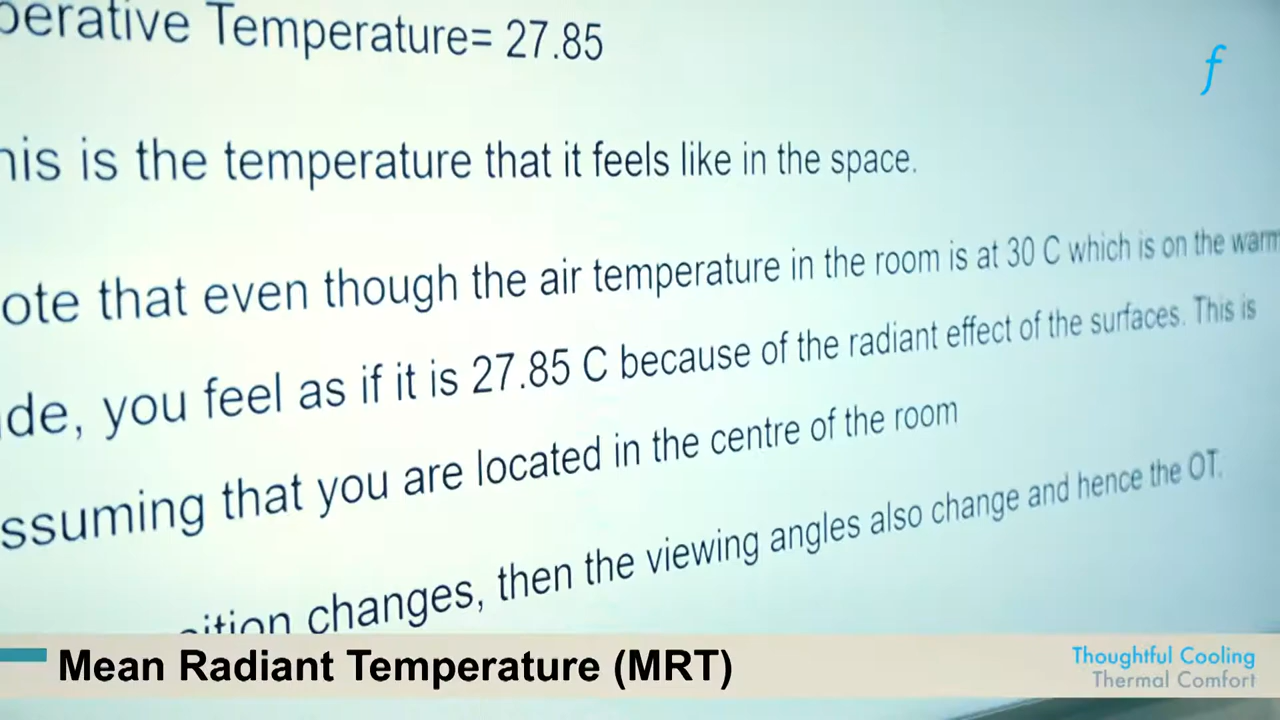 perative Temperature= 27.85
f
his is the temperature that it feels like in the space.
ote that even though the air temperature in the room is at 30 C which is on the warm
de, you feel as if it is 27.85 C because of the radiant effect of the surfaces. This is
ssuming that you are located in the centre of the room
sition changes, then the viewing angles also change and hence the OT.
Mean Radiant Temperature (MRT)
Thoughtful Cooling
Thermal Comfort